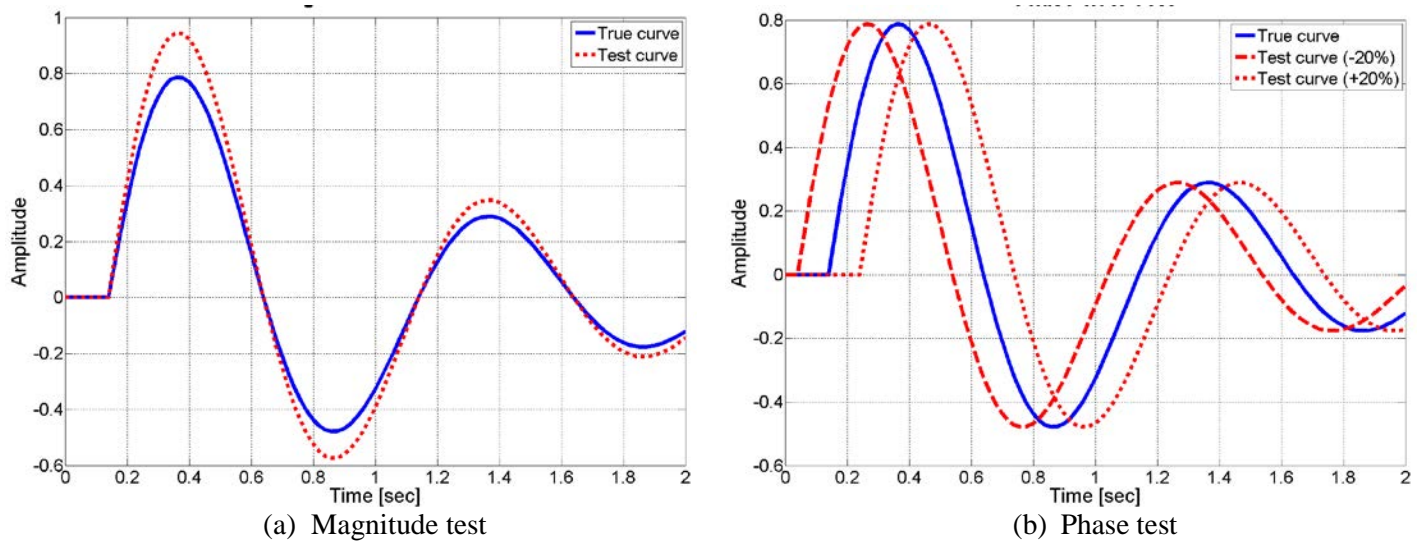 True curve
Test curve
Amplitude
1
0.8
0.6
0.4
0.2
0
-0.2
-0.4
-0.6
0 0.2 0.4 0.6 0.8 1 1.2 1.4 1.6 1.8 2
Time [sec]
(a) Magnitude test
True curve
Test curve (-20%)
Test curve (+20%)
Amplitude
0.8
0.6
0.4
0.2
0
-0.2
-0.4
-0.6
0 0.2 0.4 0.6 0.8 1 1.2 1.4 1.6 1.8 2
Time [sec]
(b) Phase test